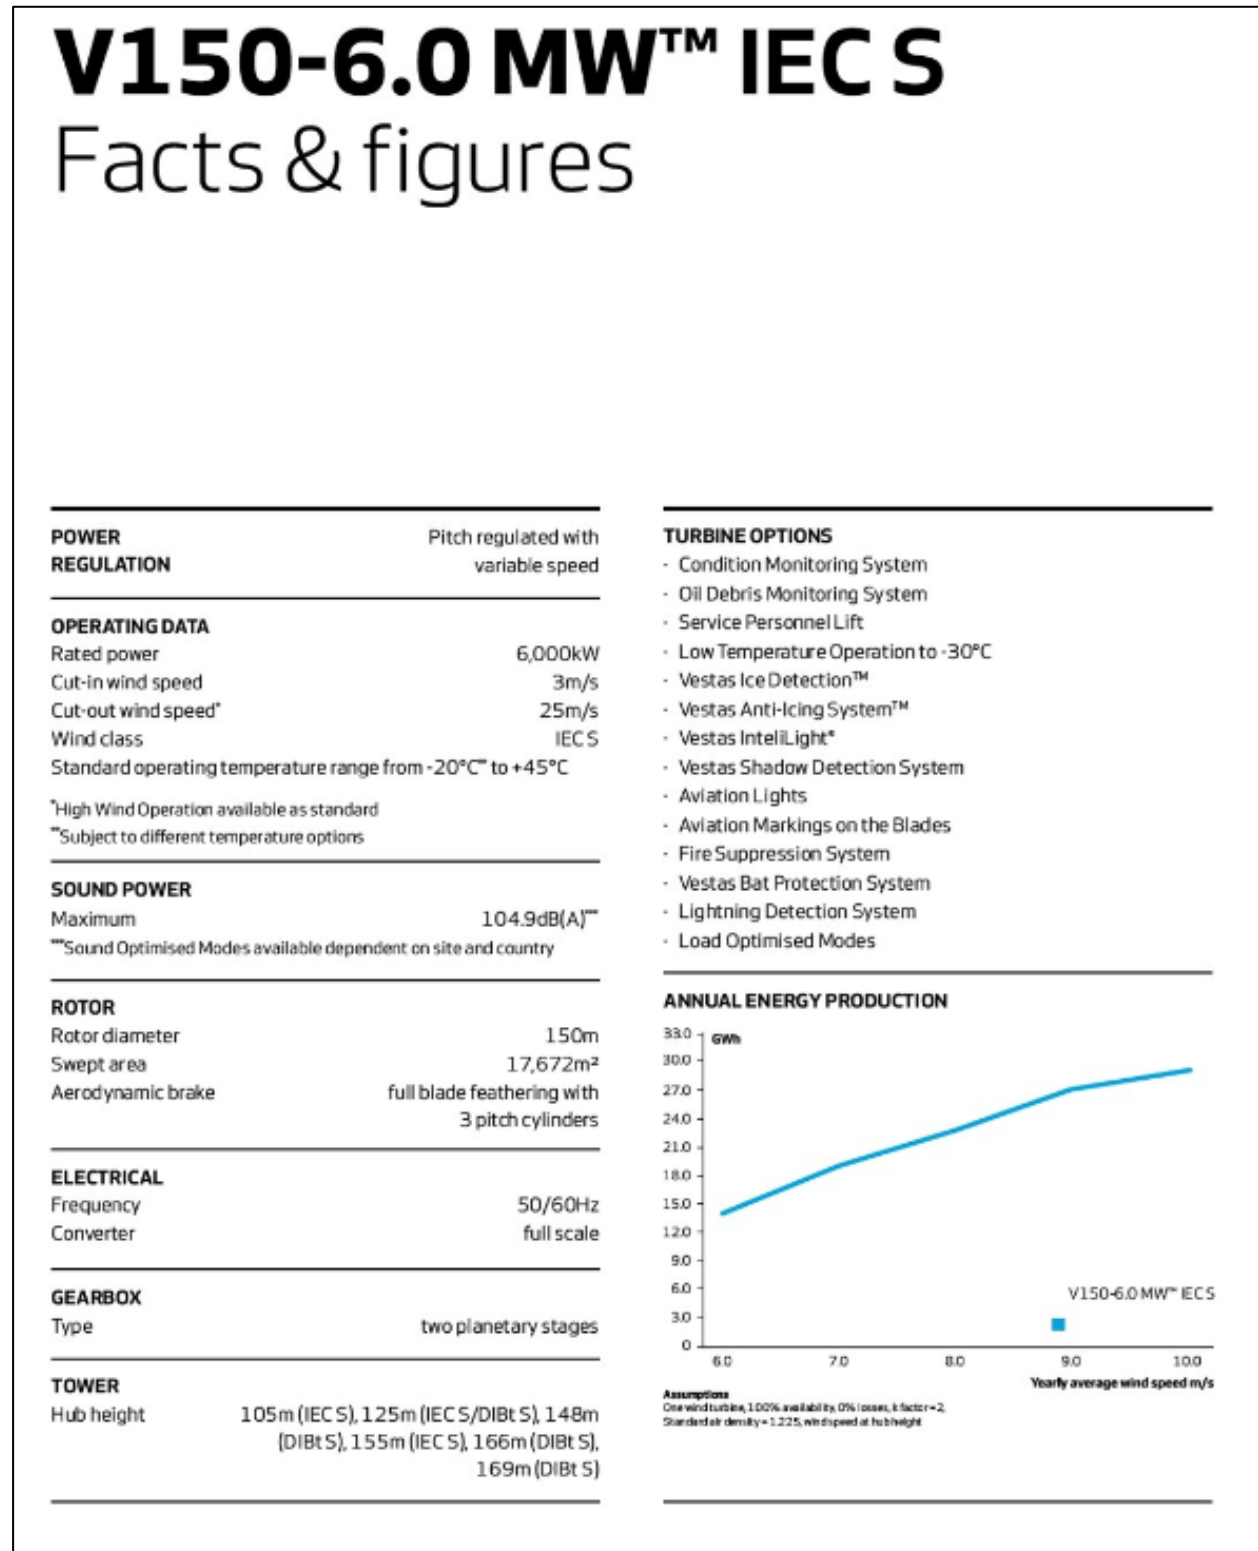 V150-6.0 MW™ IEC S
Facts & figures
POWER REGULATION Pitch regulated with variable speed
OPERATING DATA
Rated power 6,000kW
Cut-in wind speed 3m/s
Cut-out wind speed* 25m/s
Wind class IEC S
Standard operating temperature range from -20°C** to +45°C
*High Wind Operation available as standard
**Subject to different temperature options
SOUND POWER
Maximum 104.9dB(A)***
***Sound Optimised Modes available dependent on site and country
ROTOR
Rotor diameter 150m
Swept area 17,672m²
Aerodynamic brake full blade feathering with
3 pitch cylinders
ELECTRICAL
Frequency 50/60Hz
Converter full scale
GEARBOX
Type two planetary stages
TOWER
Hub height 105m (IEC S), 125m (IEC S/DIBt S), 148m
(DIBt S), 155m (IEC S), 166m (DIBt S),
169m (DIBt S)
TURBINE OPTIONS
· Condition Monitoring System
· Oil Debris Monitoring System
· Service Personnel Lift
· Low Temperature Operation to -30°C
· Vestas Ice Detection™
· Vestas Anti-Icing System™
· Vestas InteliLight®
· Vestas Shadow Detection System
· Aviation Lights
· Aviation Markings on the Blades
· Fire Suppression System
· Vestas Bat Protection System
· Lightning Detection System
· Load Optimised Modes
ANNUAL ENERGY PRODUCTION
33.0 GWh
30.0
27.0
24.0
21.0
18.0
15.0
12.0
9.0
6.0
3.0
0
V150-6.0 MW™ IEC S
6.0 7.0 8.0 9.0 10.0
Yearly average wind speed m/s
Assumptions
One wind turbine, 100% availability, 0% losses, k factor = 2,
Standard air density = 1.225, wind speed at hub height